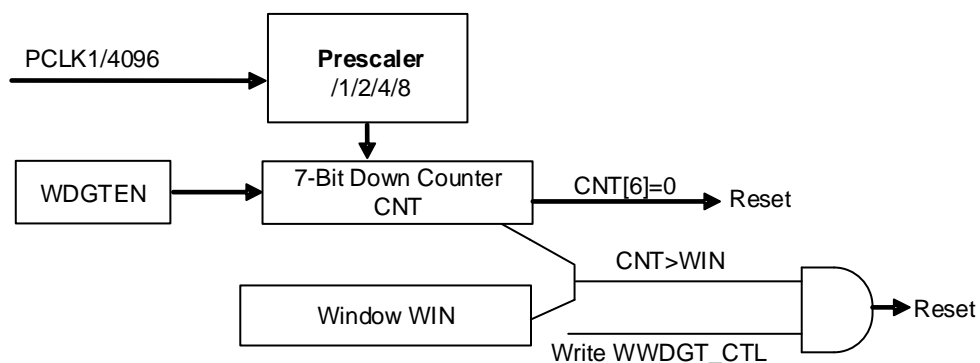 PCLK1/4096
Prescaler
/1/2/4/8
WDGTEN
7-Bit Down Counter
CNT
CNT[6]=0
Reset
CNT>WIN
Window WIN
Reset
Write WWDGT_CTL